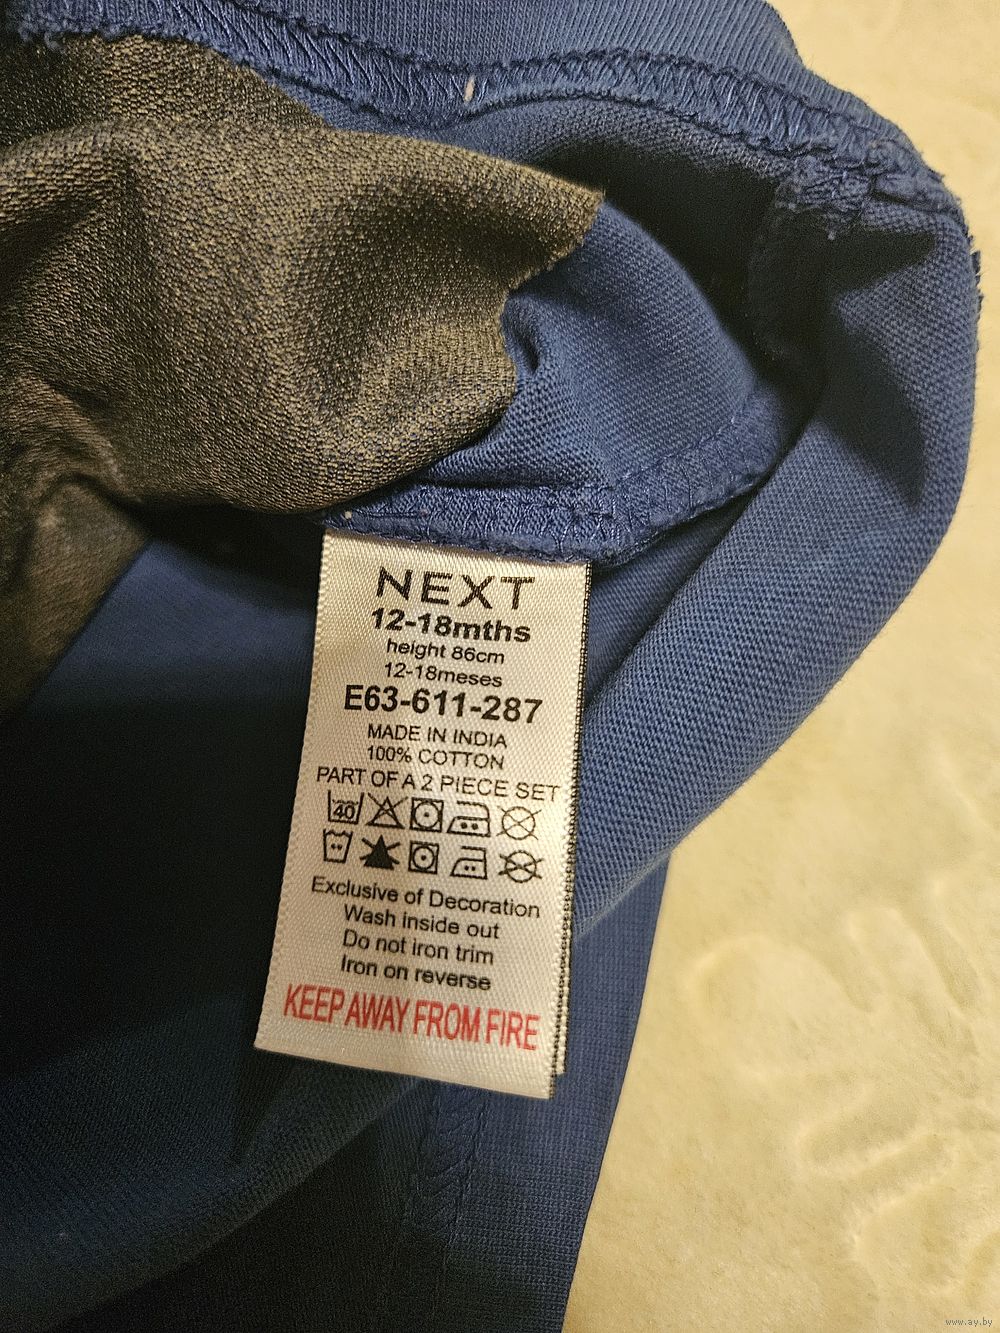 NEXT
12-18mths
height 86cm
12-18meses
E63-611-287
MADE IN INDIA
100% COTTON
PART OF A 2 PIECE SET
40
Exclusive of Decoration
Wash inside out
Do not iron trim
Iron on reverse
KEEP AWAY FROM FIRE
www.ay.by